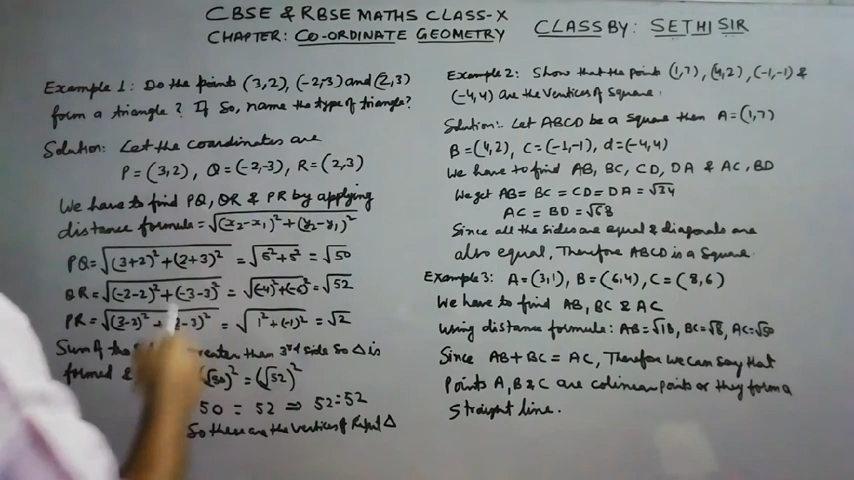 CBSE & RBSE MATHS CLASS-X
CHAPTER: CO-ORDINATE GEOMETRY
CLASS BY: SETHI SIR
Example 1: Do the points (3,2), (-2,-3) and (2,3)
form a triangle? If So, name the type of triangle?
Solution: Let the coordinates are
P = (3,2), Q = (-2,-3), R = (2,3)
We have to find PQ, QR & PR by applying
distance formula = √(x₂-x₁)² + (y₂-y₁)²
PQ = √(3+2)² + (2+3)² = √5² + 5² = √50
QR = √(-2-2)² + (-3-3)² = √(-4)² + (-6)² = √52
PR = √(3-2)² + (2-3)² = √1² + (-1)² = √2
Sum of the greater then 3rd side So △ is
formed & (√50)² = (√52)²
50 = 52 ⇒ 52=52
So these are the vertices of Right △
Example 2: Show that the points (1,7), (4,2), (-1,-1) &
(-4,4) are the vertices of Square.
Solution:- Let ABCD be a square then A = (1,7)
B = (4,2), C = (-1,-1), d = (-4,4)
We have to find AB, BC, CD, DA & AC, BD
We get AB = BC = CD = DA = √34
AC = BD = √68
Since all the sides are equal & diagonals are
also equal, Therefore ABCD is a Square.
Example 3: A = (3,1), B = (6,4), C = (8,6)
We have to find AB, BC & AC
Using distance formula: AB = √18, BC = √8, AC = √50
Since AB + BC = AC, Therefor we can say that
Points A, B & C are colinear points or they form a
Straight line.